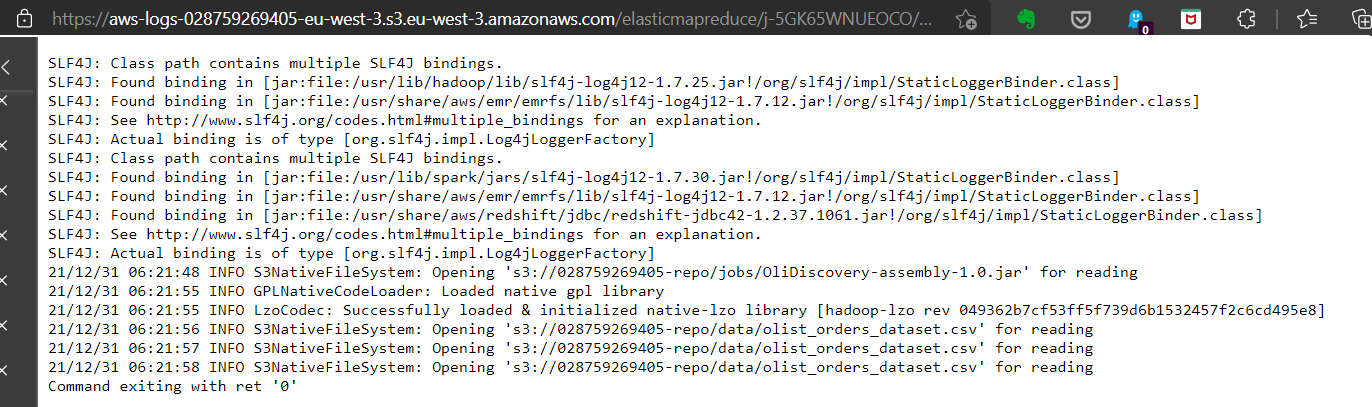 https://aws-logs-028759269405-eu-west-3.s3.eu-west-3.amazonaws.com/elasticmapreduce/j-5GK65WNUEOCO/...
0
SLF4J: Class path contains multiple SLF4J bindings.
SLF4J: Found binding in [jar:file:/usr/lib/hadoop/lib/slf4j-log4j12-1.7.25.jar!/org/slf4j/impl/StaticLoggerBinder.class]
SLF4J: Found binding in [jar:file:/usr/share/aws/emr/emrfs/lib/slf4j-log4j12-1.7.12.jar!/org/slf4j/impl/StaticLoggerBinder.class]
SLF4J: See http://www.slf4j.org/codes.html#multiple_bindings for an explanation.
SLF4J: Actual binding is of type [org.slf4j.impl.Log4jLoggerFactory]
SLF4J: Class path contains multiple SLF4J bindings.
SLF4J: Found binding in [jar:file:/usr/lib/spark/jars/slf4j-log4j12-1.7.30.jar!/org/slf4j/impl/StaticLoggerBinder.class]
SLF4J: Found binding in [jar:file:/usr/share/aws/emr/emrfs/lib/slf4j-log4j12-1.7.12.jar!/org/slf4j/impl/StaticLoggerBinder.class]
SLF4J: Found binding in [jar:file:/usr/share/aws/redshift/jdbc/redshift-jdbc42-1.2.37.1061.jar!/org/slf4j/impl/StaticLoggerBinder.class]
SLF4J: See http://www.slf4j.org/codes.html#multiple_bindings for an explanation.
SLF4J: Actual binding is of type [org.slf4j.impl.Log4jLoggerFactory]
21/12/31 06:21:48 INFO S3NativeFileSystem: Opening 's3://028759269405-repo/jobs/OliDiscovery-assembly-1.0.jar' for reading
21/12/31 06:21:55 INFO GPLNativeCodeLoader: Loaded native gpl library
21/12/31 06:21:55 INFO LzoCodec: Successfully loaded & initialized native-lzo library [hadoop-lzo rev 049362b7cf53ff5f739d6b1532457f2c6cd495e8]
21/12/31 06:21:56 INFO S3NativeFileSystem: Opening 's3://028759269405-repo/data/olist_orders_dataset.csv' for reading
21/12/31 06:21:57 INFO S3NativeFileSystem: Opening 's3://028759269405-repo/data/olist_orders_dataset.csv' for reading
21/12/31 06:21:58 INFO S3NativeFileSystem: Opening 's3://028759269405-repo/data/olist_orders_dataset.csv' for reading
Command exiting with ret '0'